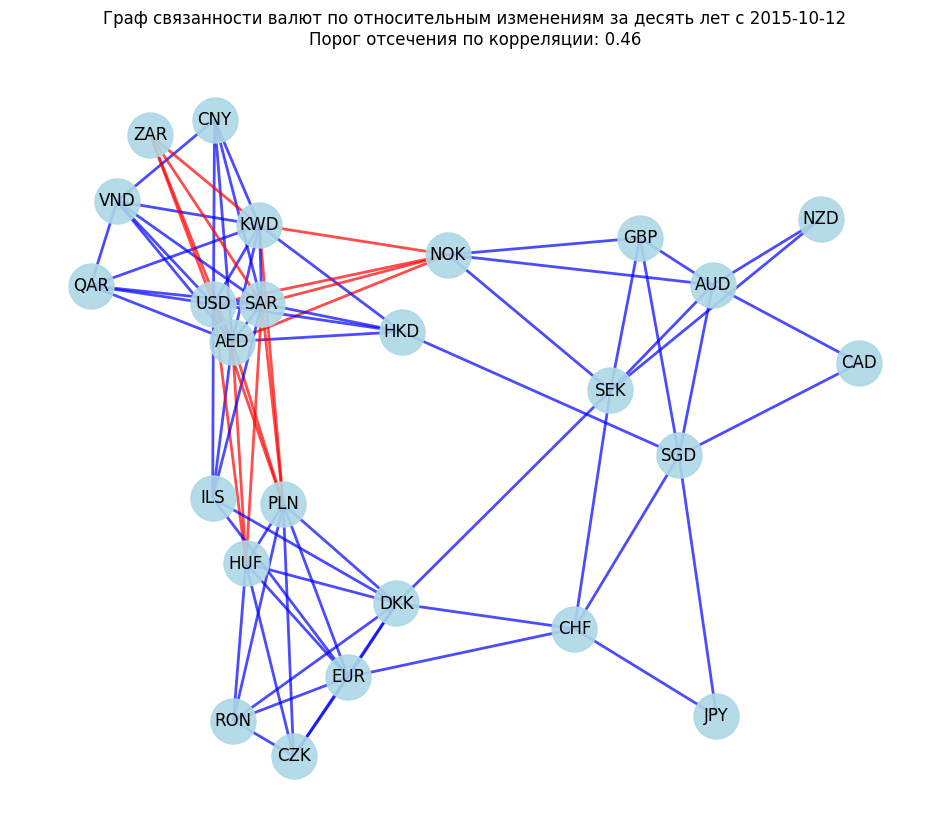 Граф связанности валют по относительным изменениям за десять лет с 2015-10-12
Порог отсечения по корреляции: 0.46
CNY
ZAR
VND
KWD
NZD
GBP
NOK
QAR
AUD
USD
SAR
HKD
AED
CAD
SEK
SGD
ILS
PLN
HUF
DKK
CHF
EUR
JPY
RON
CZK